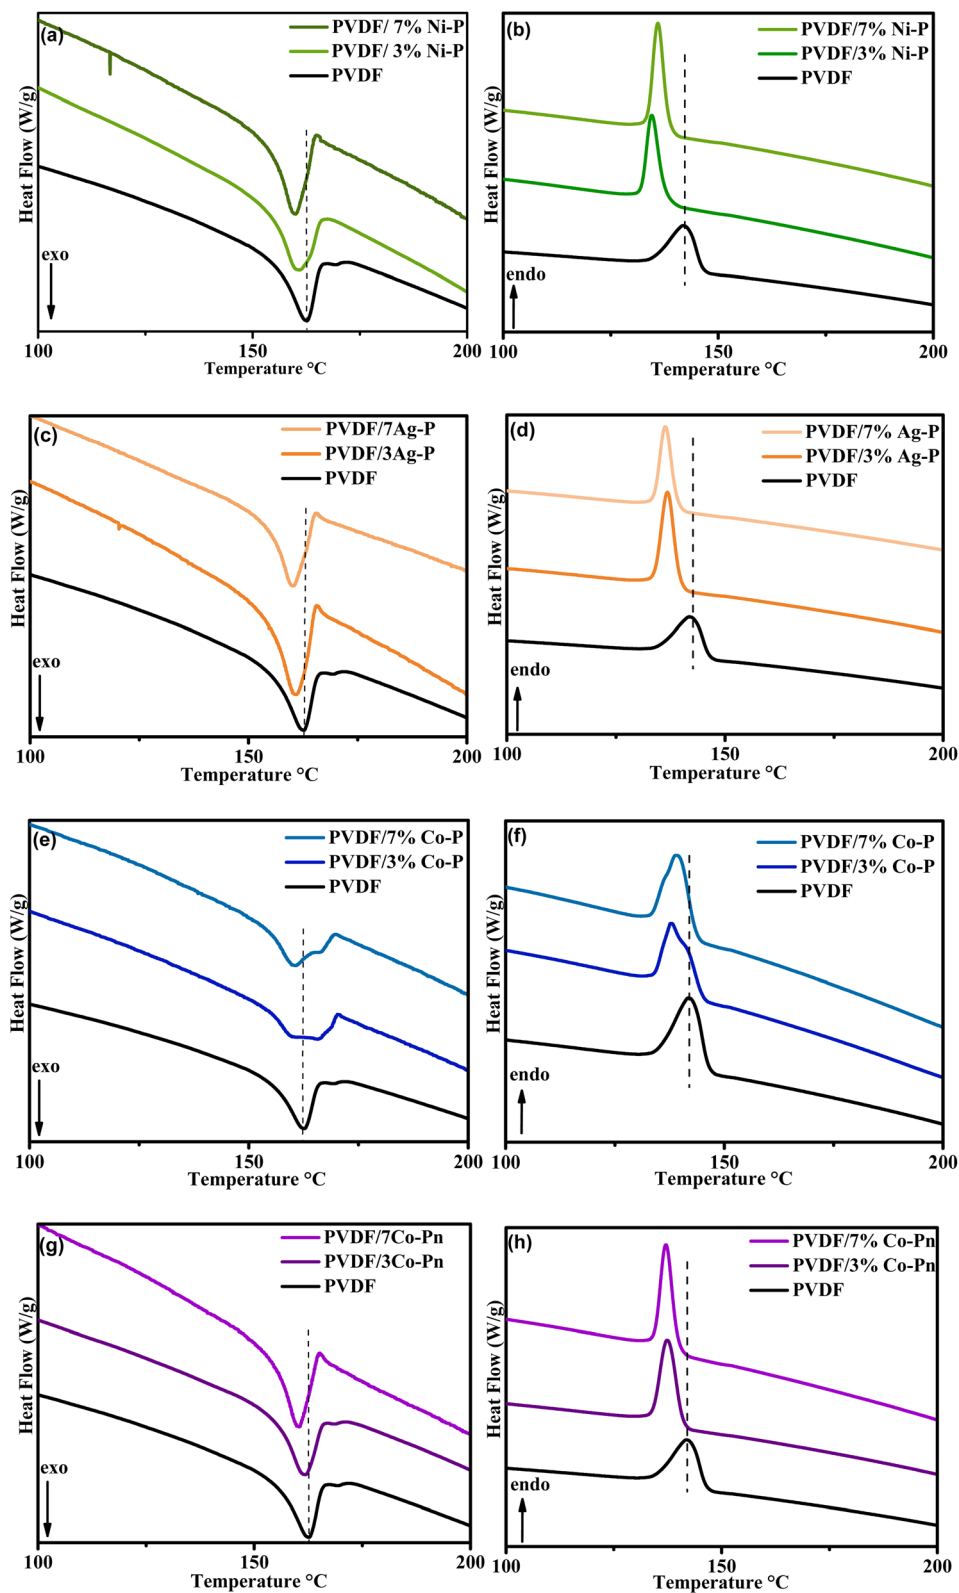 (a)
PVDF/ 7% Ni-P
PVDF/ 3% Ni-P
PVDF
Heat Flow (W/g)
exo
100
150
200
Temperature °C
(b)
PVDF/7% Ni-P
PVDF/3% Ni-P
PVDF
Heat Flow (W/g)
endo
100
150
200
Temperature °C
(c)
PVDF/7Ag-P
PVDF/3Ag-P
PVDF
Heat Flow (W/g)
exo
100
150
200
Temperature °C
(d)
PVDF/7% Ag-P
PVDF/3% Ag-P
PVDF
Heat Flow (W/g)
endo
100
150
200
Temperature °C
(e)
PVDF/7% Co-P
PVDF/3% Co-P
PVDF
Heat Flow (W/g)
exo
100
150
200
Temperature °C
(f)
PVDF/7% Co-P
PVDF/3% Co-P
PVDF
Heat Flow (W/g)
endo
100
150
200
Temperature °C
(g)
PVDF/7Co-Pn
PVDF/3Co-Pn
PVDF
Heat Flow (W/g)
exo
100
150
200
Temperature °C
(h)
PVDF/7% Co-Pn
PVDF/3% Co-Pn
PVDF
Heat Flow (W/g)
endo
100
150
200
Temperature °C